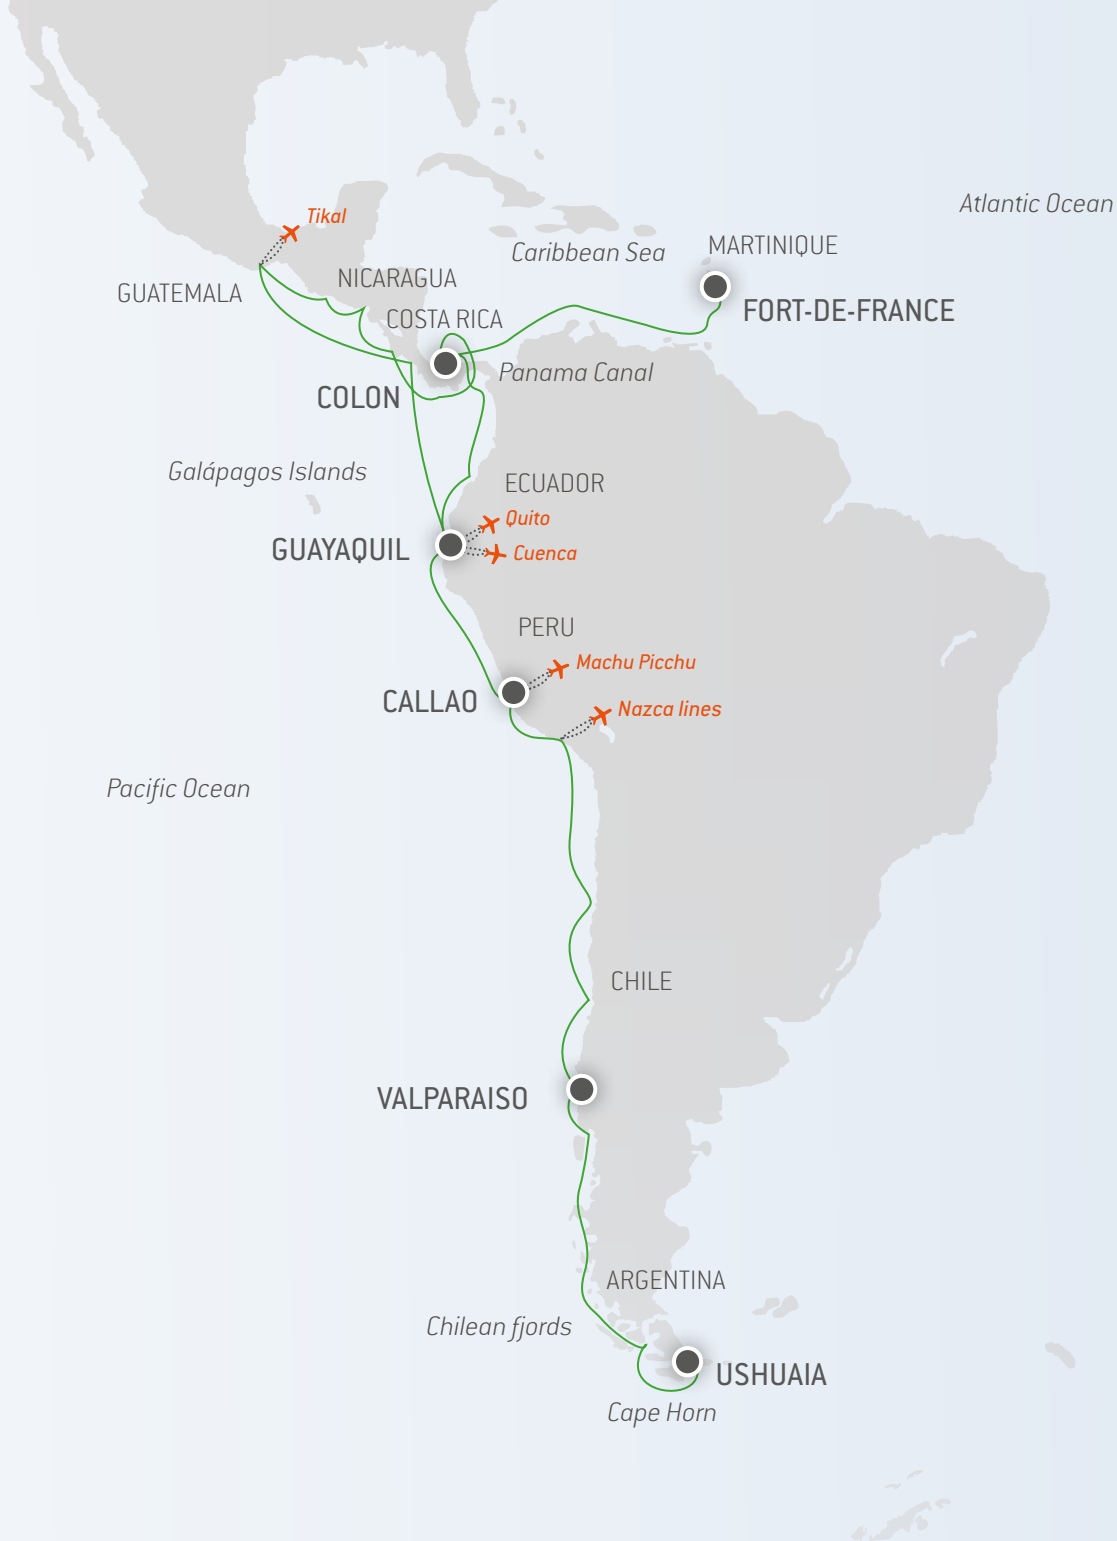 Atlantic Ocean
Tikal
Caribbean Sea
MARTINIQUE
NICARAGUA
GUATEMALA
FORT-DE-FRANCE
COSTA RICA
Panama Canal
COLON
Galápagos Islands
ECUADOR
Quito
GUAYAQUIL
Cuenca
PERU
Machu Picchu
CALLAO
Nazca lines
Pacific Ocean
CHILE
VALPARAISO
ARGENTINA
Chilean fjords
USHUAIA
Cape Horn